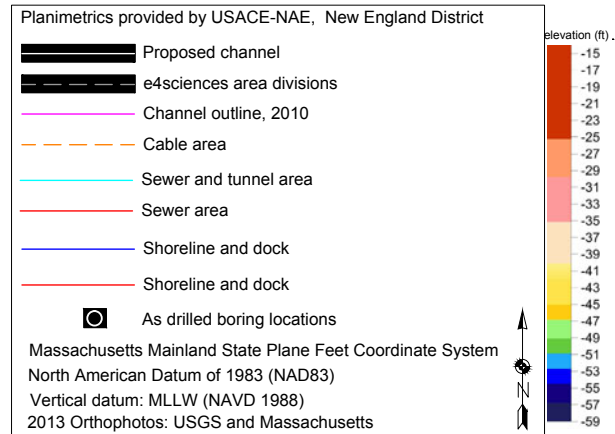 Planimetrics provided by USACE-NAE, New England District
Proposed channel
e4sciences area divisions
Channel outline, 2010
Cable area
Sewer and tunnel area
Sewer area
Shoreline and dock
Shoreline and dock
As drilled boring locations
Massachusetts Mainland State Plane Feet Coordinate System
North American Datum of 1983 (NAD83)
Vertical datum: MLLW (NAVD 1988)
2013 Orthophotos: USGS and Massachusetts
N
elevation (ft) .
-15
-17
-19
-21
-23
-25
-27
-29
-31
-33
-35
-37
-39
-41
-43
-45
-47
-49
-51
-53
-55
-57
-59